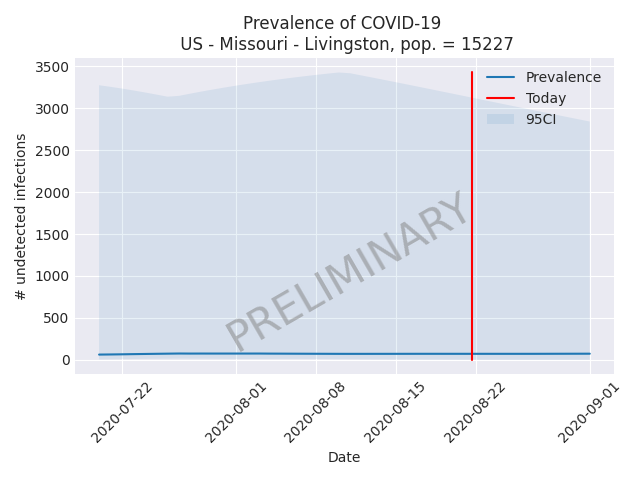 Prevalence of COVID-19
US - Missouri - Livingston, pop. = 15227
3500
3000
2500
2000
1500
1000
500
0
# undetected infections
Prevalence
Today
95CI
PRELIMINARY
2020-07-22
2020-08-01
2020-08-08
2020-08-15
2020-08-22
2020-09-01
Date